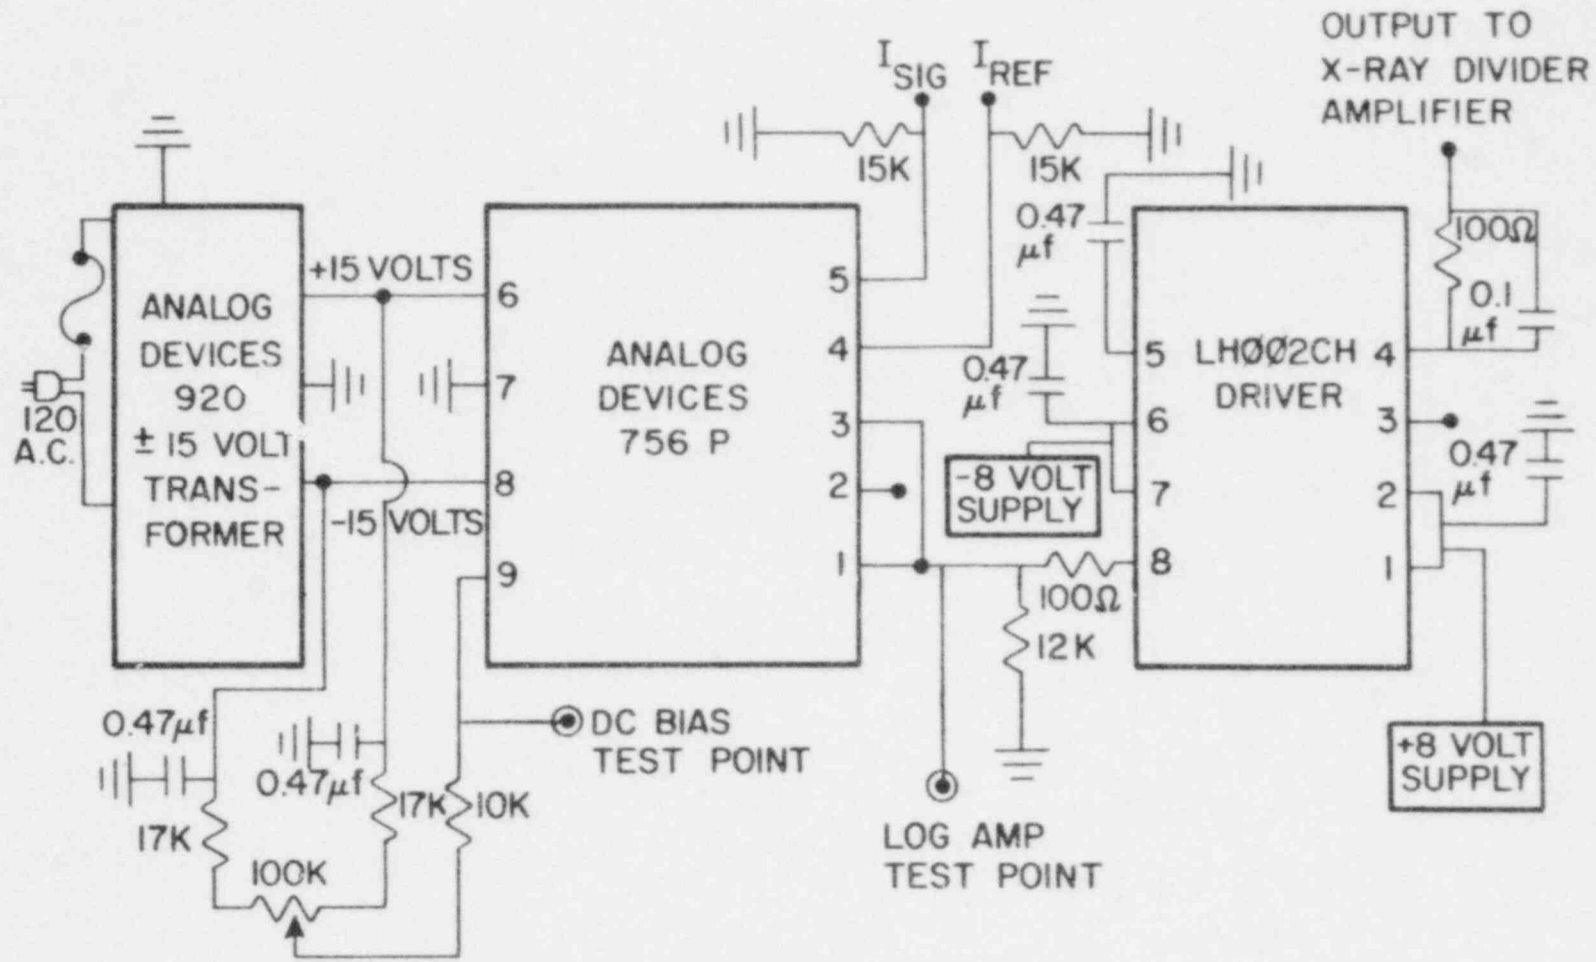 OUTPUT TO
X-RAY DIVIDER
AMPLIFIER
I SIG
I REF
15K
15K
0.47
µf
100Ω
0.1
µf
+15 VOLTS
ANALOG
DEVICES
920
± 15 VOLT
TRANS-
FORMER
120
A.C.
-15 VOLTS
6
7
8
9
ANALOG
DEVICES
756 P
5
4
3
2
1
0.47
µf
-8 VOLT
SUPPLY
100Ω
12K
5
6
7
8
LHØØ2CH
DRIVER
4
3
2
1
0.47
µf
+8 VOLT
SUPPLY
0.47µf
0.47µf
DC BIAS
TEST POINT
17K
17K
10K
100K
LOG AMP
TEST POINT